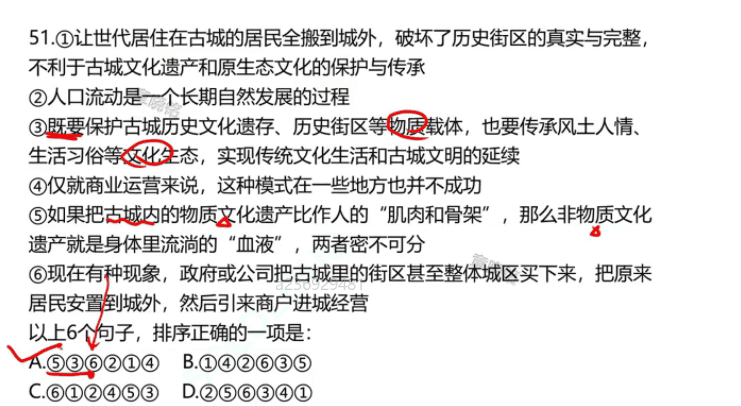 51.①让世代居住在古城的居民全搬到城外，破坏了历史街区的真实与完整，
不利于古城文化遗产和原生态文化的保护与传承
②人口流动是一个长期自然发展的过程
③既要保护古城历史文化遗存、历史街区等物质载体，也要传承风土人情、
生活习俗等文化生态，实现传统文化生活和古城文明的延续
④仅就商业运营来说，这种模式在一些地方也并不成功
⑤如果把古城内的物质文化遗产比作人的“肌肉和骨架”，那么非物质文化
遗产就是身体里流淌的“血液”，两者密不可分
⑥现在有种现象，政府或公司把古城里的街区甚至整体城区买下来，把原来
a236929481
居民安置到城外，然后引来商户进城经营
以上6个句子，排序正确的一项是：
A.⑤③⑥②①④ B.①④②⑥③⑤
C.⑥①②④⑤③ D.②⑤⑥③④①